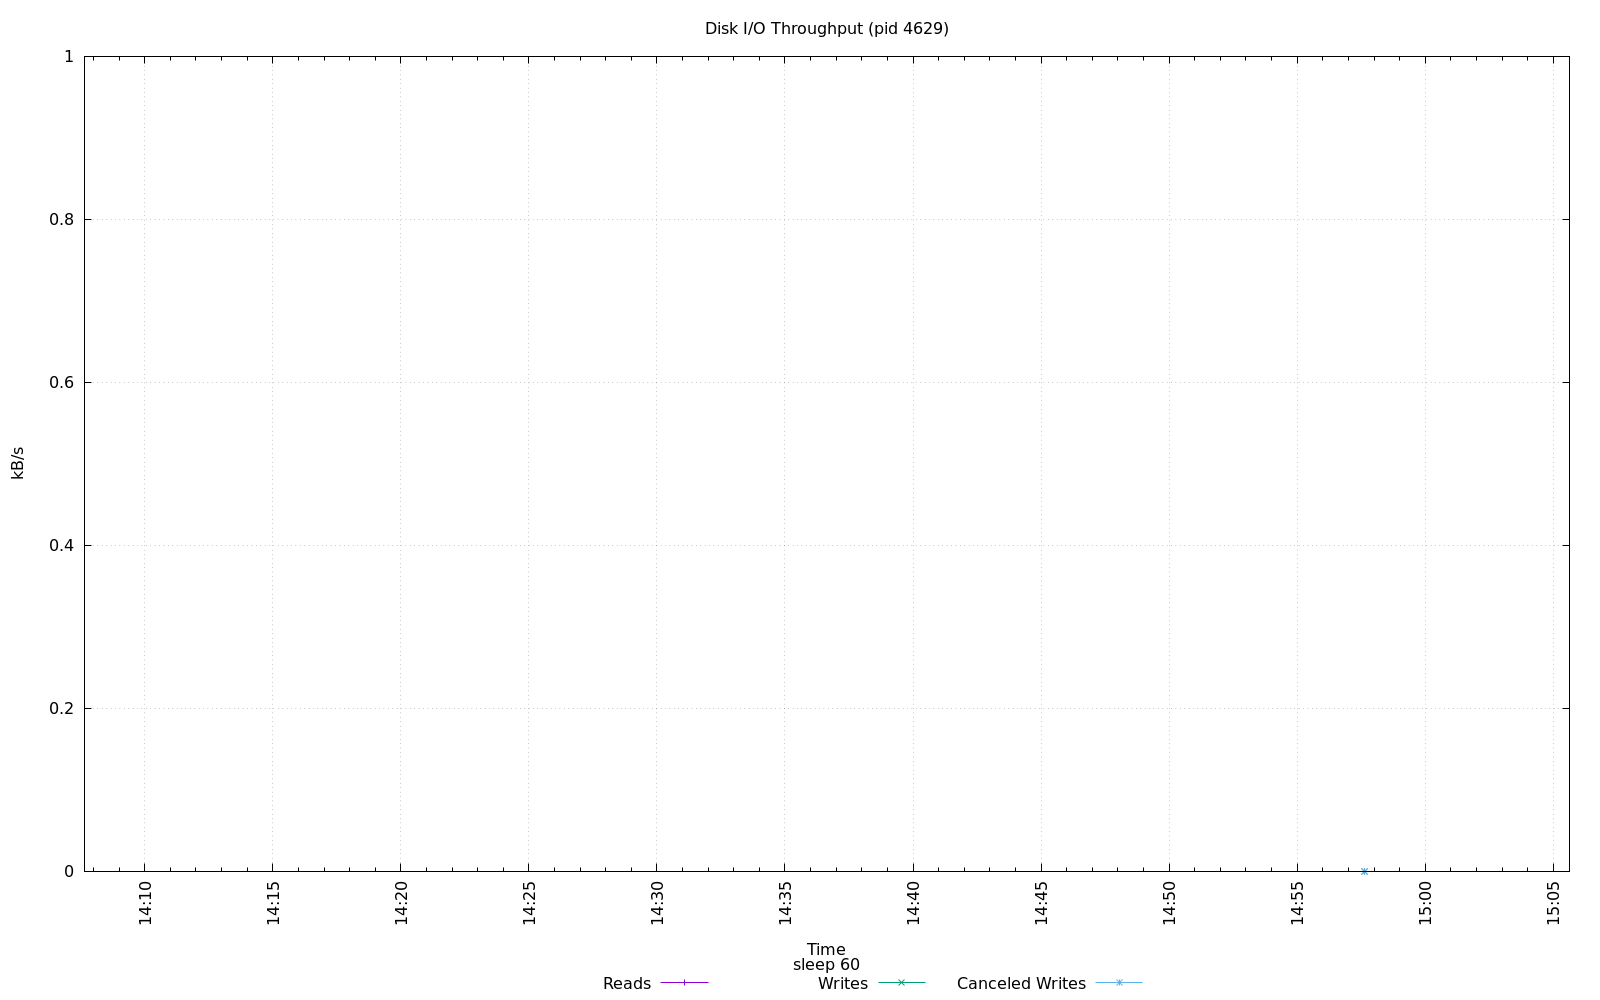 Disk I/O Throughput (pid 4629)
1
0.8
0.6
kB/s
0.4
0.2
0
14:10 14:15 14:20 14:25 14:30 14:35 14:40 14:45 14:50 14:55 15:00 15:05
Time
sleep 60
Reads Writes Canceled Writes